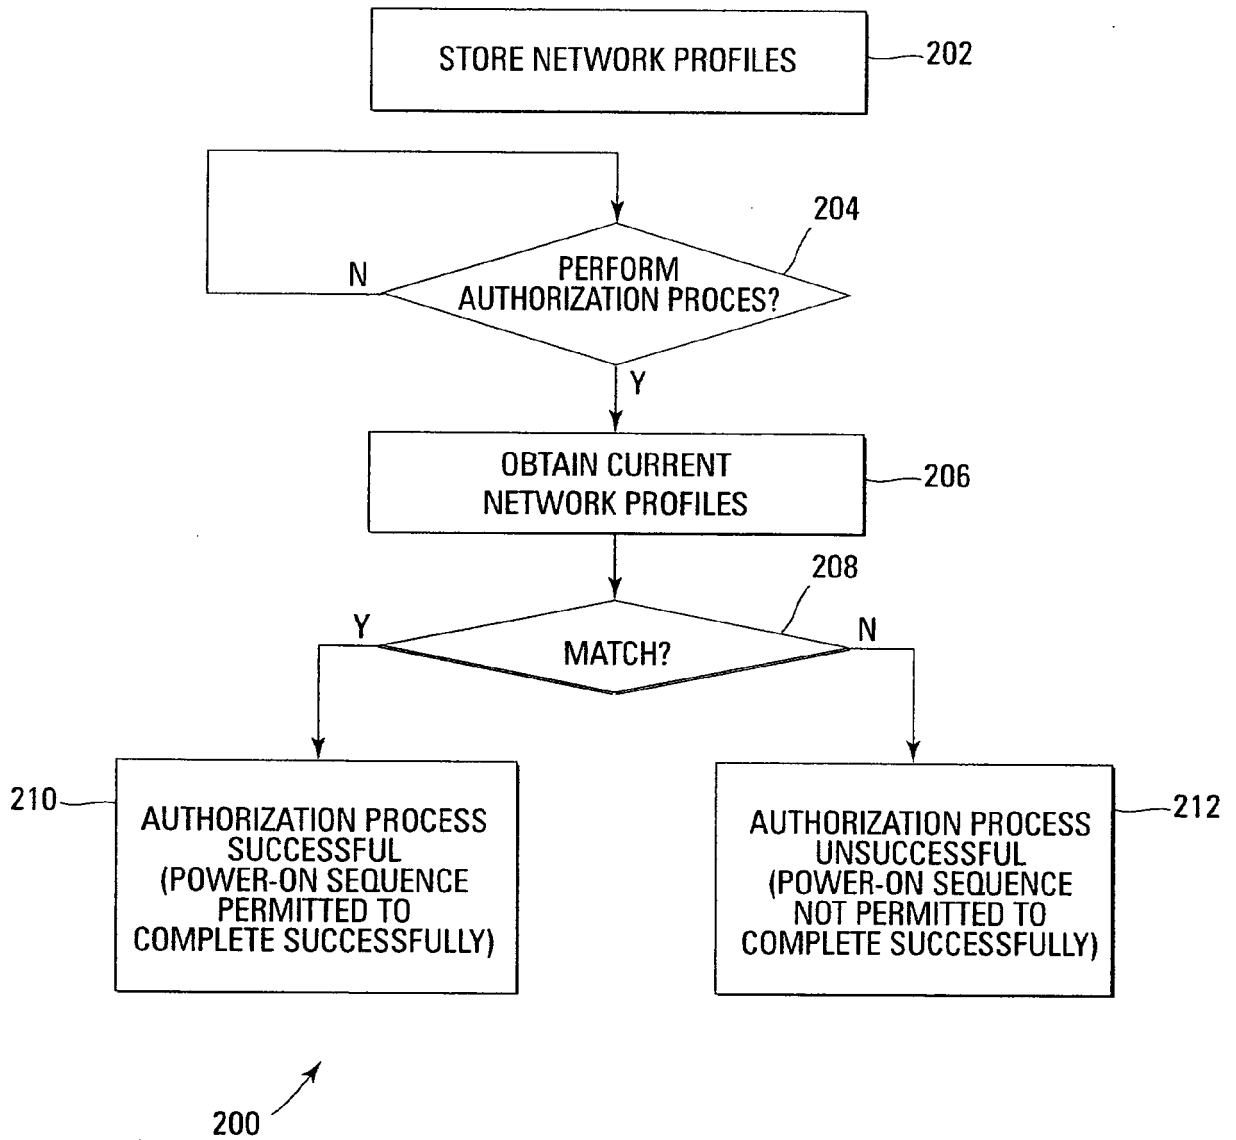 STORE NETWORK PROFILES
202
204
N
PERFORM
AUTHORIZATION PROCES?
Y
OBTAIN CURRENT
NETWORK PROFILES
206
208
Y
N
MATCH?
210
AUTHORIZATION PROCESS
SUCCESSFUL
(POWER-ON SEQUENCE
PERMITTED TO
COMPLETE SUCCESSFULLY)
212
AUTHORIZATION PROCESS
UNSUCCESSFUL
(POWER-ON SEQUENCE
NOT PERMITTED TO
COMPLETE SUCCESSFULLY)
200